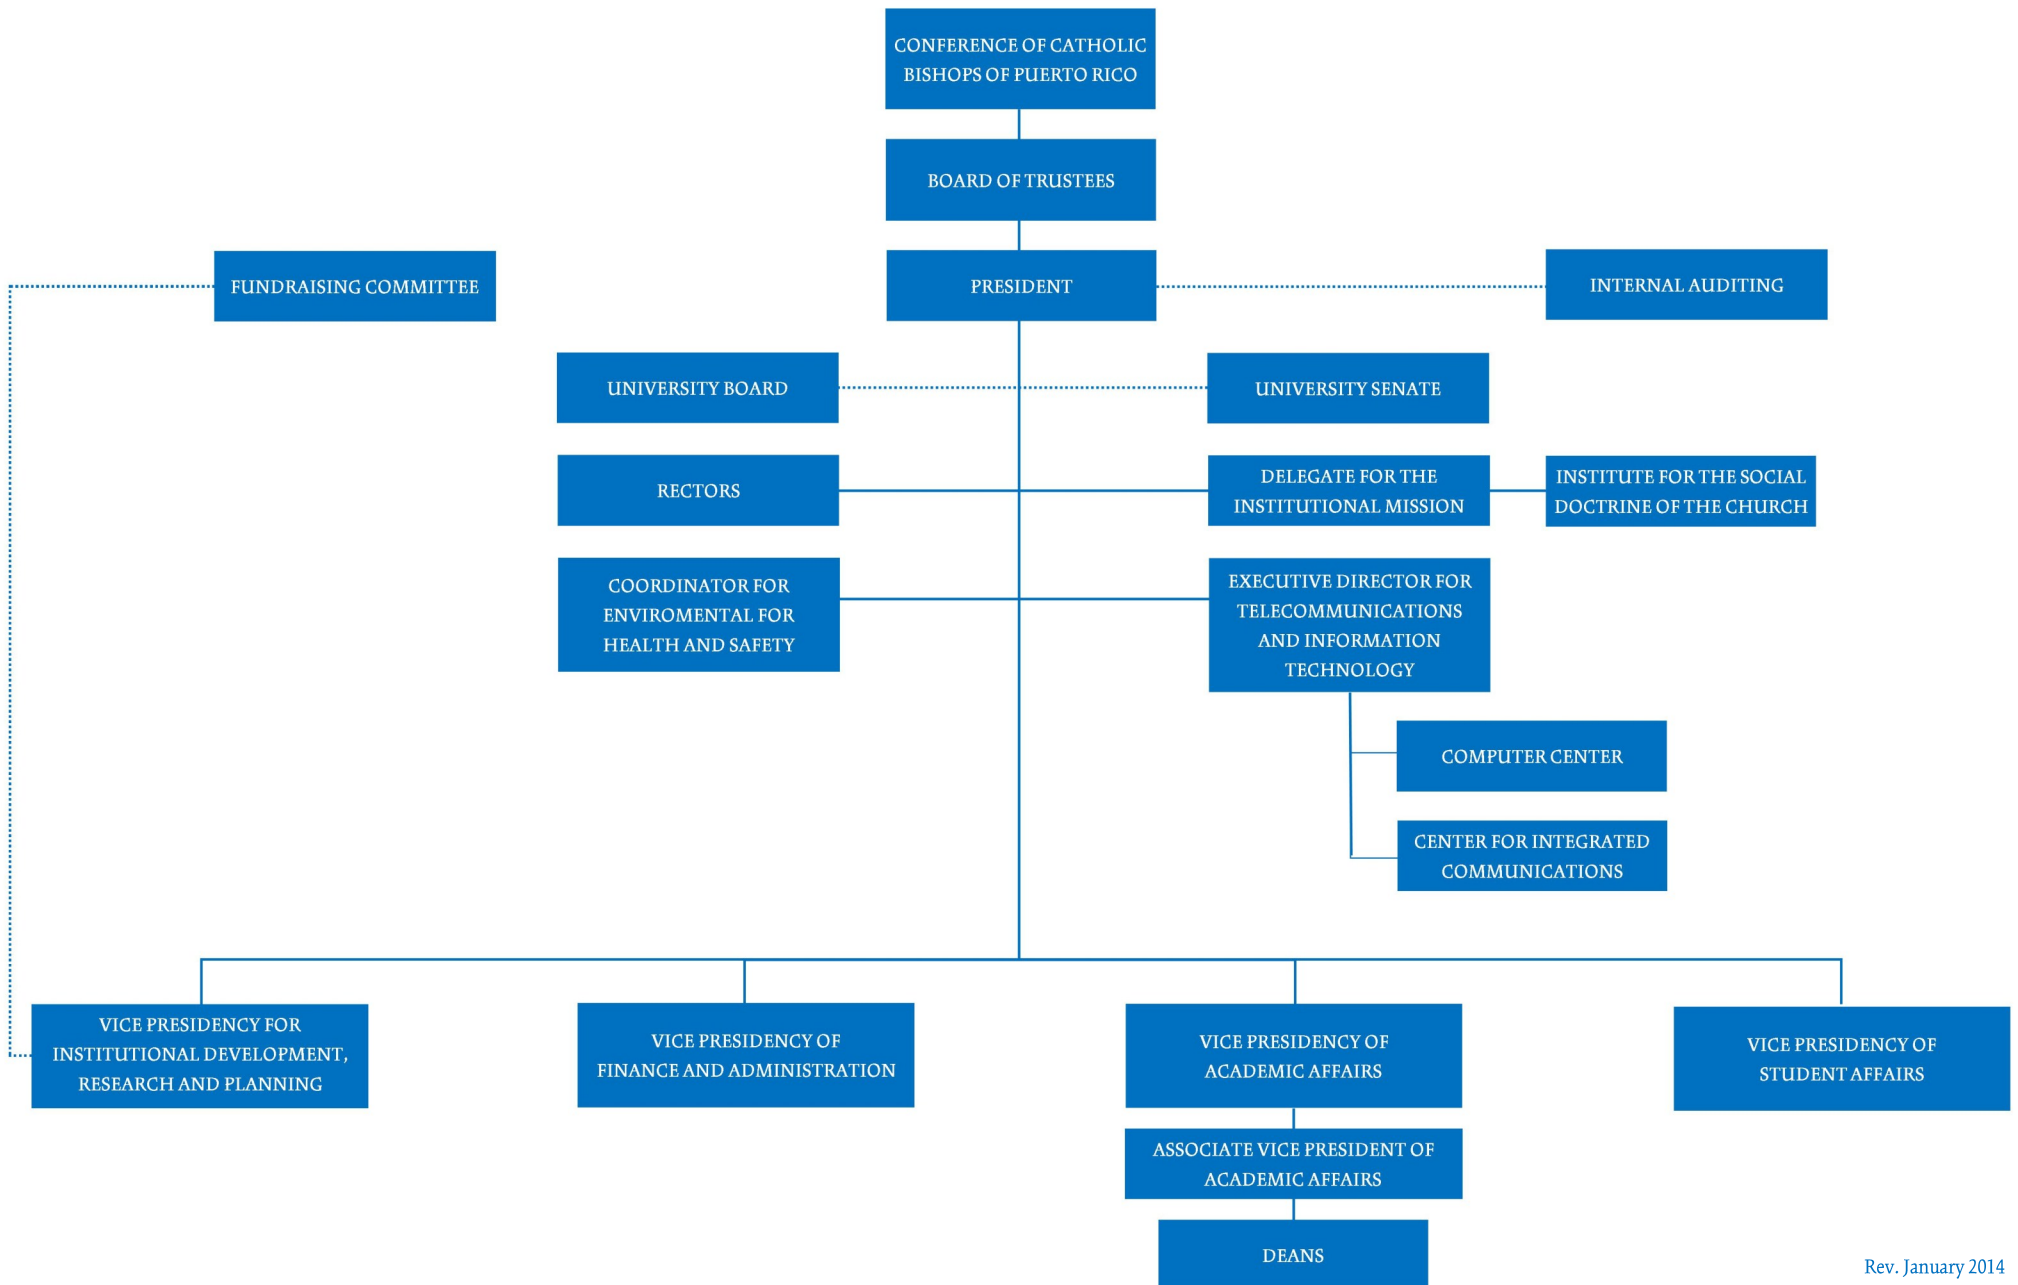 CONFERENCE OF CATHOLIC
BISHOPS OF PUERTO RICO
BOARD OF TRUSTEES
FUNDRAISING COMMITTEE
PRESIDENT
INTERNAL AUDITING
UNIVERSITY BOARD
UNIVERSITY SENATE
RECTORS
DELEGATE FOR THE
INSTITUTIONAL MISSION
INSTITUTE FOR THE SOCIAL
DOCTRINE OF THE CHURCH
COORDINATOR FOR
ENVIROMENTAL FOR
HEALTH AND SAFETY
EXECUTIVE DIRECTOR FOR
TELECOMMUNICATIONS
AND INFORMATION
TECHNOLOGY
COMPUTER CENTER
CENTER FOR INTEGRATED
COMMUNICATIONS
VICE PRESIDENCY FOR
INSTITUTIONAL DEVELOPMENT,
RESEARCH AND PLANNING
VICE PRESIDENCY OF
FINANCE AND ADMINISTRATION
VICE PRESIDENCY OF
ACADEMIC AFFAIRS
VICE PRESIDENCY OF
STUDENT AFFAIRS
ASSOCIATE VICE PRESIDENT OF
ACADEMIC AFFAIRS
DEANS
Rev. January 2014